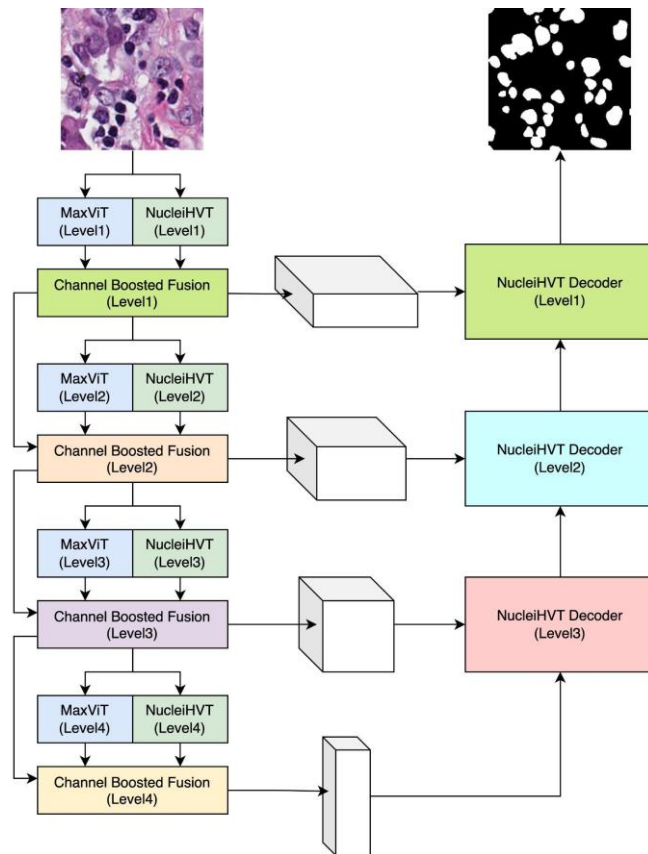 MaxViT
(Level1)
NucleiHVT
(Level1)
Channel Boosted Fusion
(Level1)
NucleiHVT Decoder
(Level1)
MaxViT
(Level2)
NucleiHVT
(Level2)
Channel Boosted Fusion
(Level2)
NucleiHVT Decoder
(Level2)
MaxViT
(Level3)
NucleiHVT
(Level3)
Channel Boosted Fusion
(Level3)
NucleiHVT Decoder
(Level3)
MaxViT
(Level4)
NucleiHVT
(Level4)
Channel Boosted Fusion
(Level4)